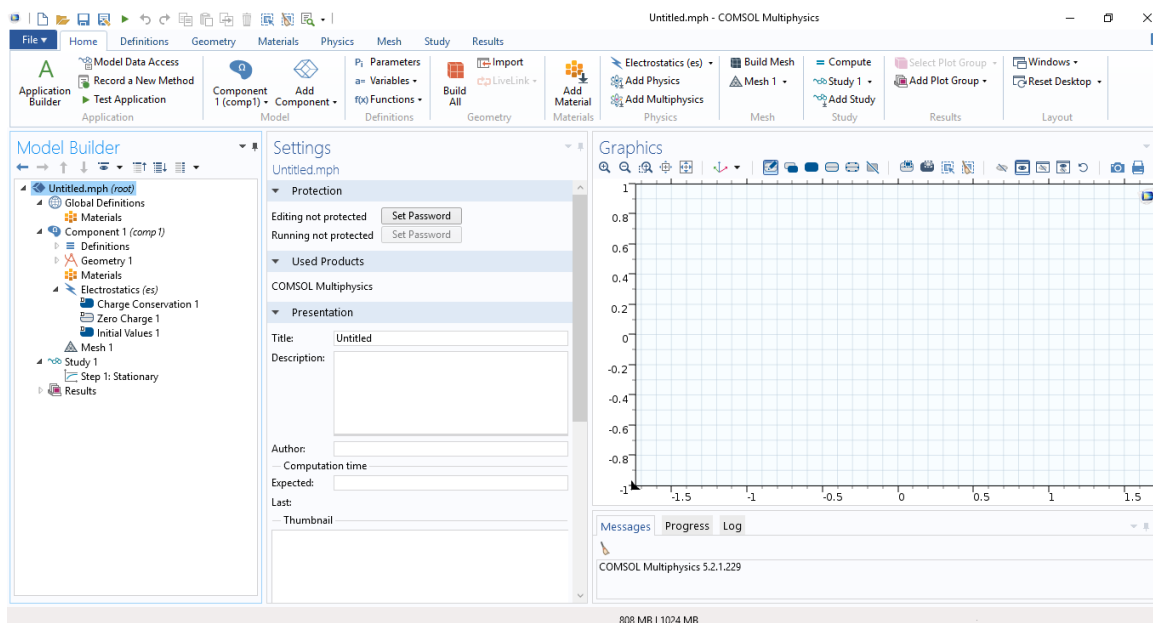 Untitled.mph - COMSOL Multiphysics
File Home Definitions Geometry Materials Physics Mesh Study Results
Application Builder
Model Data Access
Record a New Method
Test Application
Application
Component 1 (comp1)
Add Component
Model
Pi Parameters
a= Variables
f(x) Functions
Definitions
Build All
Import
LiveLink
Geometry
Add Material
Materials
Electrostatics (es)
Add Physics
Add Multiphysics
Physics
Build Mesh
Mesh 1
Mesh
= Compute
Study 1
Add Study
Study
Select Plot Group
Add Plot Group
Results
Windows
Reset Desktop
Layout
Model Builder
Untitled.mph (root)
Global Definitions
Materials
Component 1 (comp1)
Definitions
Geometry 1
Materials
Electrostatics (es)
Charge Conservation 1
Zero Charge 1
Initial Values 1
Mesh 1
Study 1
Step 1: Stationary
Results
Settings
Untitled.mph
Protection
Editing not protected Set Password
Running not protected Set Password
Used Products
COMSOL Multiphysics
Presentation
Title: Untitled
Description:
Author:
Computation time
Expected:
Last:
Thumbnail
Graphics
1
0.8
0.6
0.4
0.2
0
-0.2
-0.4
-0.6
-0.8
-1
-1.5 -1 -0.5 0 0.5 1 1.5
Messages Progress Log
COMSOL Multiphysics 5.2.1.229
808 MB | 1024 MB